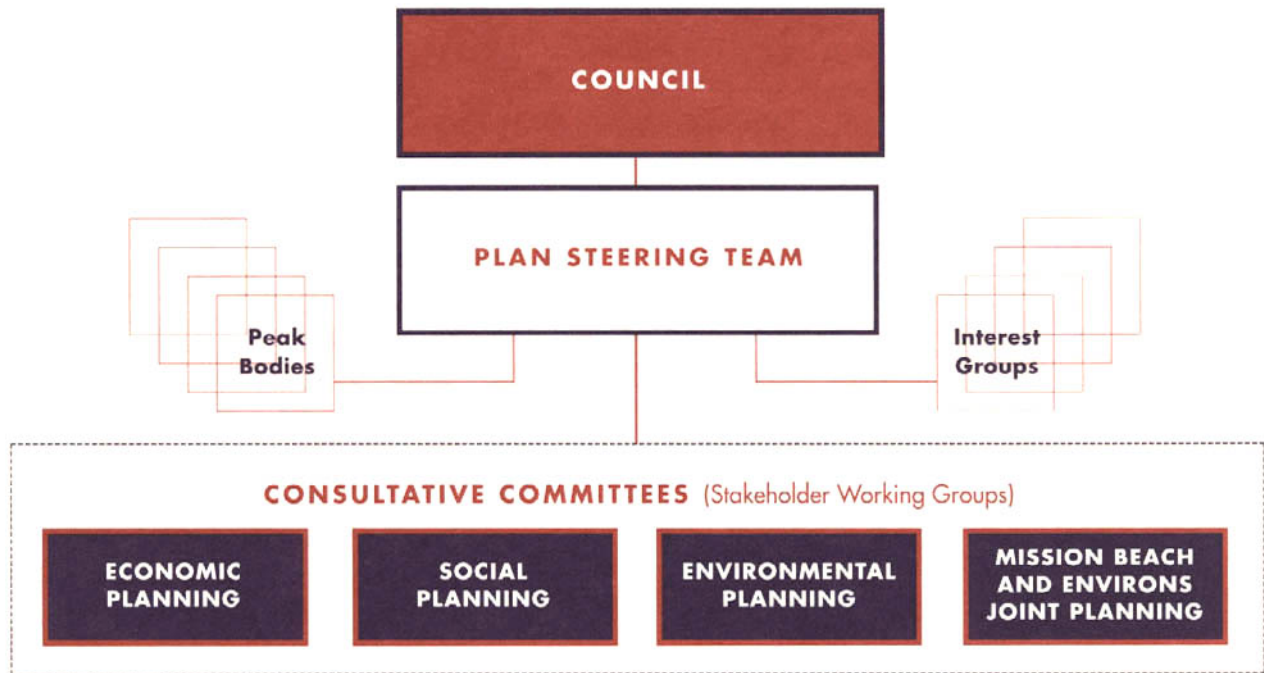 COUNCIL
PLAN STEERING TEAM
Peak
Bodies
Interest
Groups
CONSULTATIVE COMMITTEES (Stakeholder Working Groups)
ECONOMIC
PLANNING
SOCIAL
PLANNING
ENVIRONMENTAL
PLANNING
MISSION BEACH
AND ENVIRONS
JOINT PLANNING